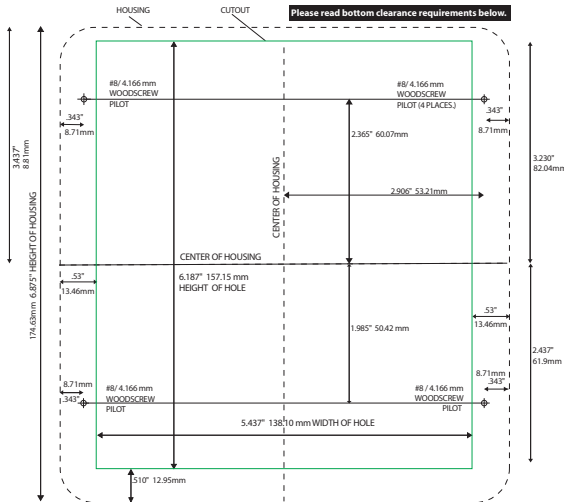 HOUSING
CUTOUT
Please read bottom clearance requirements below.
#8/ 4.166 mm
WOODSCREW
PILOT
#8/ 4.166 mm
WOODSCREW
PILOT (4 PLACES.)
.343"
8.71mm
.343"
8.71mm
3.437"
8.81mm
2.365" 60.07mm
3.230"
82.04mm
2.906" 53.21mm
CENTER OF HOUSING
174.63mm 6.875" HEIGHT OF HOUSING
CENTER OF HOUSING
6.187" 157.15 mm
HEIGHT OF HOLE
.53"
13.46mm
.53"
13.46mm
1.985" 50.42 mm
2.437"
61.9mm
8.71mm
.343"
#8/ 4.166 mm
WOODSCREW
PILOT
#8/ 4.166 mm
WOODSCREW
PILOT
8.71mm
.343"
5.437" 138.10 mm WIDTH OF HOLE
.510" 12.95mm